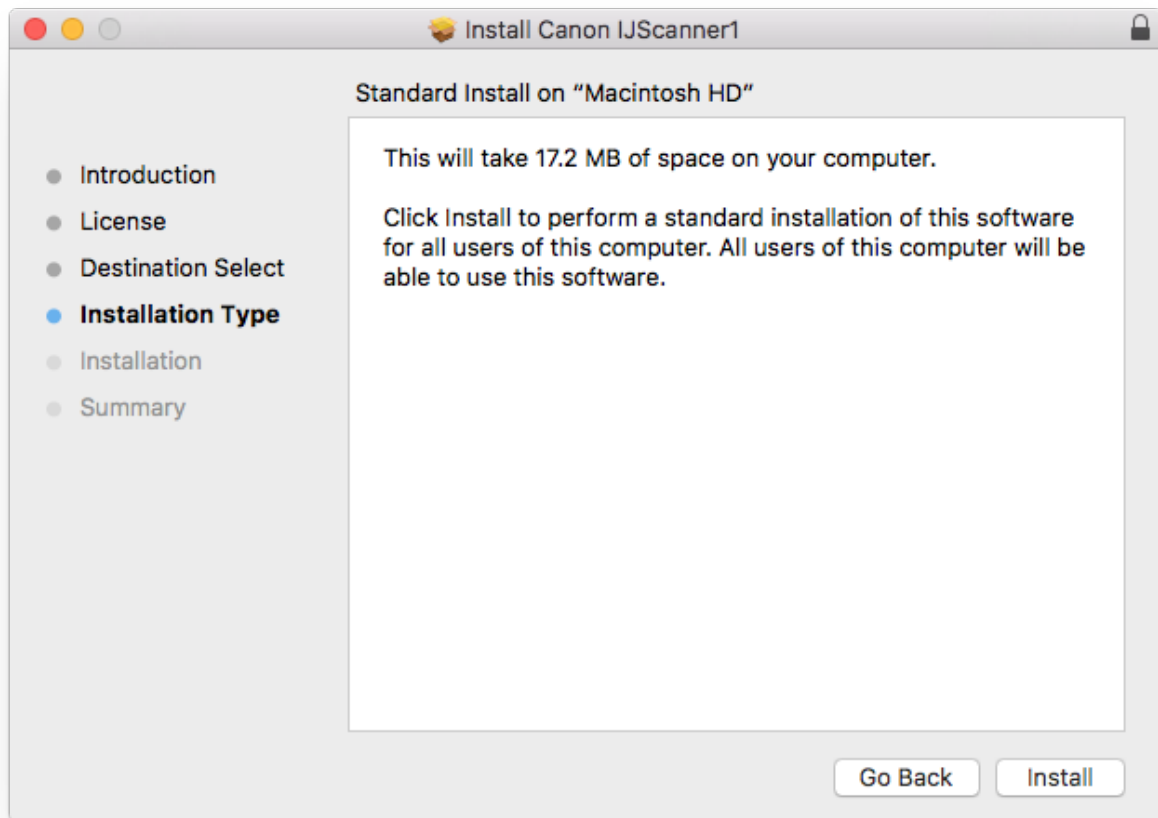 Install Canon IJScanner1
Standard Install on “Macintosh HD”
Introduction
License
Destination Select
Installation Type
Installation
Summary
This will take 17.2 MB of space on your computer.
Click Install to perform a standard installation of this software
for all users of this computer. All users of this computer will be
able to use this software.
Go Back
Install